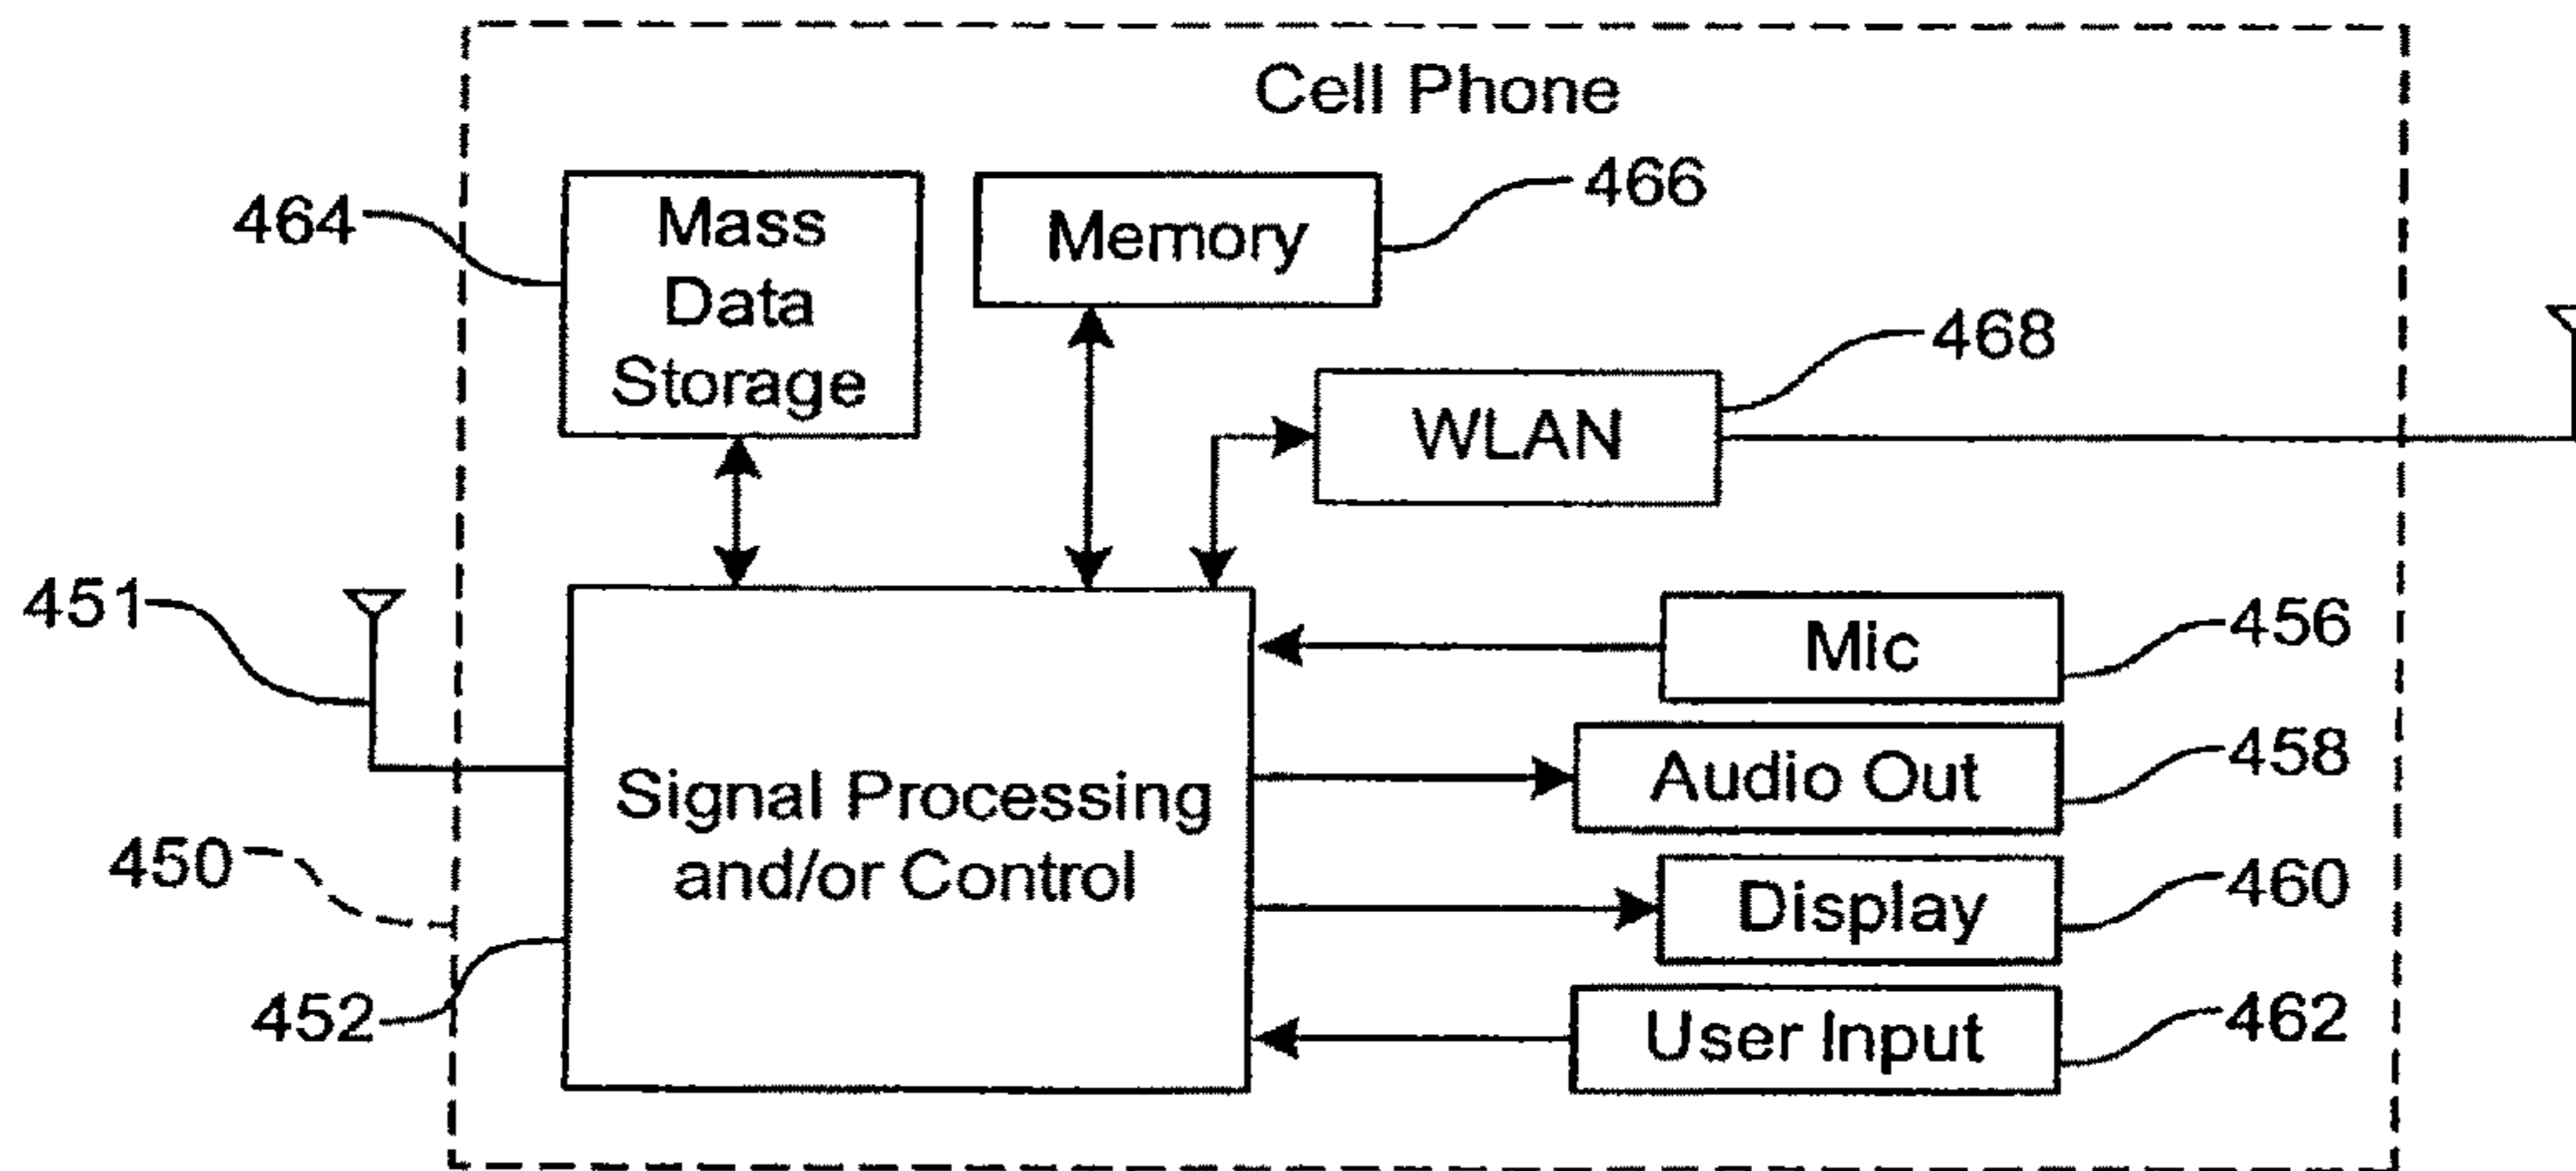 Cell Phone
464
Mass
Data
Storage
Memory
466
WLAN
468
451
Signal Processing
and/or Control
Mic
456
Audio Out
458
450
Display
460
452
User Input
462